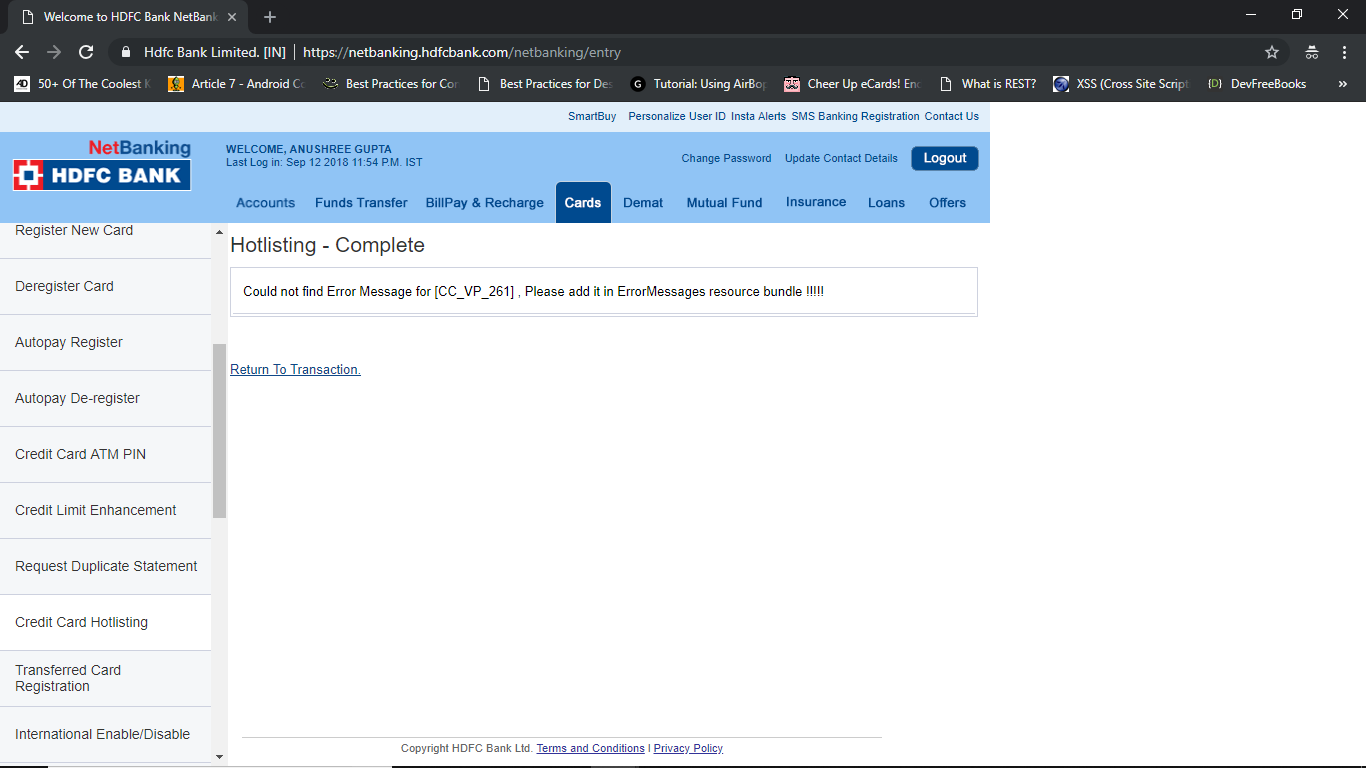 Welcome to HDFC Bank NetBank
Hdfc Bank Limited. [IN] https://netbanking.hdfcbank.com/netbanking/entry
50+ Of The Coolest Article 7 - Android Co Best Practices for Con Best Practices for Des Tutorial: Using AirBop Cheer Up eCards! Enc What is REST? XSS (Cross Site Script DevFreeBooks »
SmartBuy Personalize User ID Insta Alerts SMS Banking Registration Contact Us
NetBanking
HDFC BANK
WELCOME, ANUSHREE GUPTA
Last Log in: Sep 12 2018 11:54 P.M. IST
Change Password Update Contact Details Logout
Accounts Funds Transfer BillPay & Recharge Cards Demat Mutual Fund Insurance Loans Offers
Register New Card
Deregister Card
Autopay Register
Autopay De-register
Credit Card ATM PIN
Credit Limit Enhancement
Request Duplicate Statement
Credit Card Hotlisting
Transferred Card
Registration
International Enable/Disable
Hotlisting - Complete
Could not find Error Message for [CC_VP_261] , Please add it in ErrorMessages resource bundle !!!!!
Return To Transaction.
Copyright HDFC Bank Ltd. Terms and Conditions | Privacy Policy